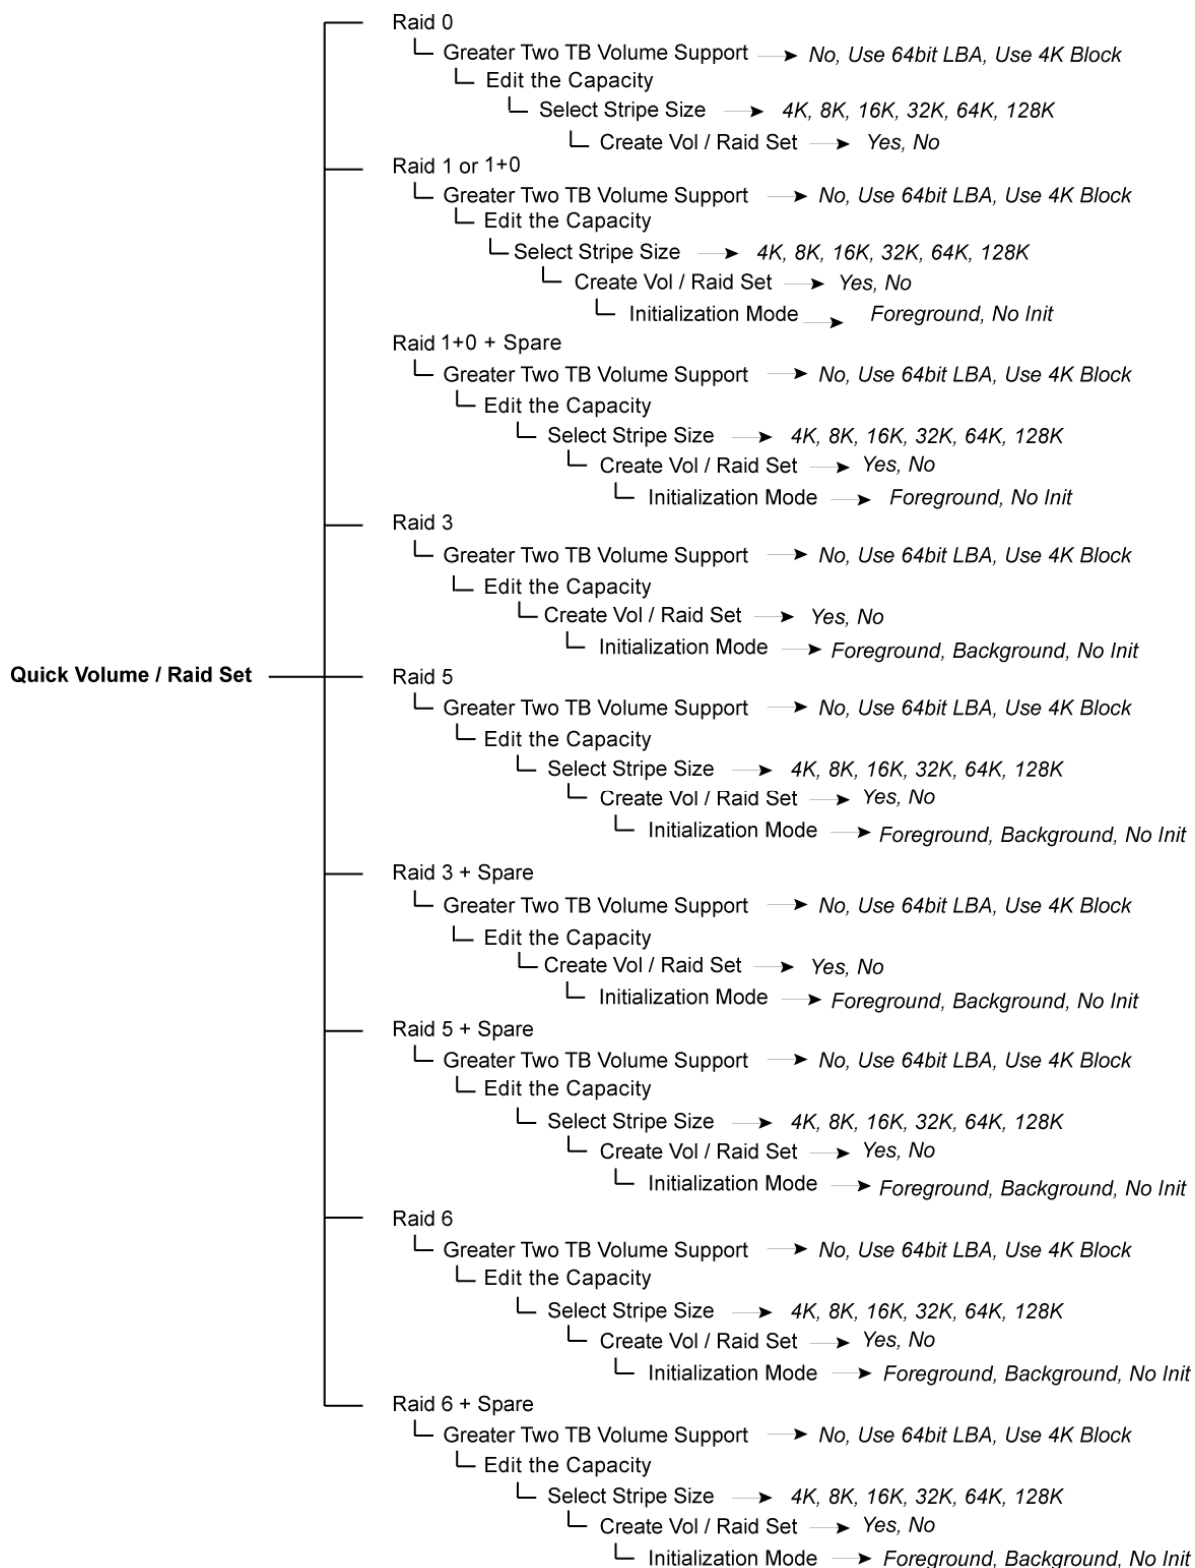 Raid 0
Greater Two TB Volume Support No, Use 64bit LBA, Use 4K Block
Edit the Capacity
Select Stripe Size 4K, 8K, 16K, 32K, 64K, 128K
Create Vol / Raid Set Yes, No
Raid 1 or 1+0
Greater Two TB Volume Support No, Use 64bit LBA, Use 4K Block
Edit the Capacity
Select Stripe Size 4K, 8K, 16K, 32K, 64K, 128K
Create Vol / Raid Set Yes, No
Initialization Mode Foreground, No Init
Raid 1+0 + Spare
Greater Two TB Volume Support No, Use 64bit LBA, Use 4K Block
Edit the Capacity
Select Stripe Size 4K, 8K, 16K, 32K, 64K, 128K
Create Vol / Raid Set Yes, No
Initialization Mode Foreground, No Init
Raid 3
Greater Two TB Volume Support No, Use 64bit LBA, Use 4K Block
Edit the Capacity
Create Vol / Raid Set Yes, No
Initialization Mode Foreground, Background, No Init
Quick Volume / Raid Set Raid 5
Greater Two TB Volume Support No, Use 64bit LBA, Use 4K Block
Edit the Capacity
Select Stripe Size 4K, 8K, 16K, 32K, 64K, 128K
Create Vol / Raid Set Yes, No
Initialization Mode Foreground, Background, No Init
Raid 3 + Spare
Greater Two TB Volume Support No, Use 64bit LBA, Use 4K Block
Edit the Capacity
Create Vol / Raid Set Yes, No
Initialization Mode Foreground, Background, No Init
Raid 5 + Spare
Greater Two TB Volume Support No, Use 64bit LBA, Use 4K Block
Edit the Capacity
Select Stripe Size 4K, 8K, 16K, 32K, 64K, 128K
Create Vol / Raid Set Yes, No
Initialization Mode Foreground, Background, No Init
Raid 6
Greater Two TB Volume Support No, Use 64bit LBA, Use 4K Block
Edit the Capacity
Select Stripe Size 4K, 8K, 16K, 32K, 64K, 128K
Create Vol / Raid Set Yes, No
Initialization Mode Foreground, Background, No Init
Raid 6 + Spare
Greater Two TB Volume Support No, Use 64bit LBA, Use 4K Block
Edit the Capacity
Select Stripe Size 4K, 8K, 16K, 32K, 64K, 128K
Create Vol / Raid Set Yes, No
Initialization Mode Foreground, Background, No Init